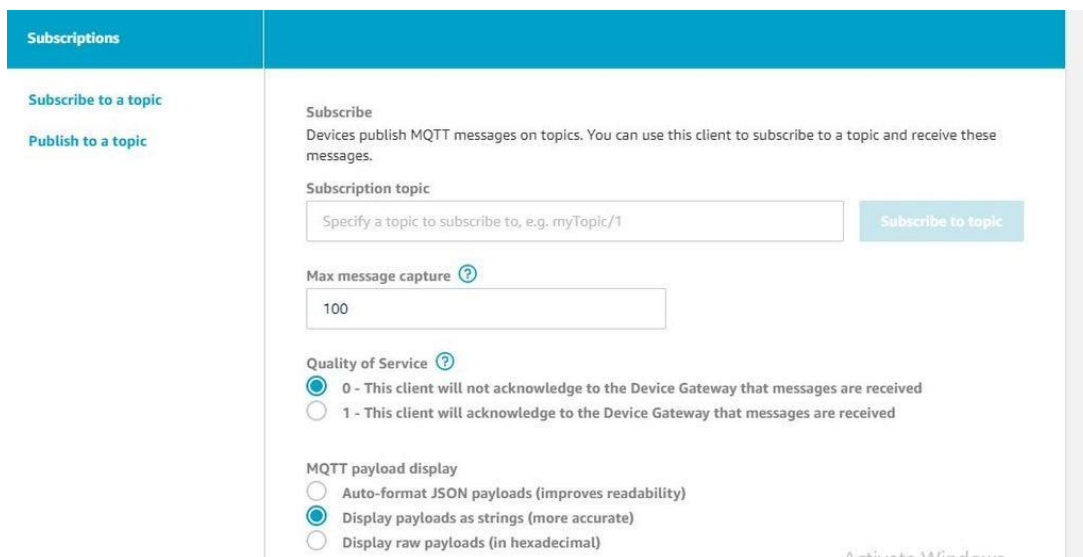 Subscriptions
Subscribe to a topic
Publish to a topic
Subscribe
Devices publish MQTT messages on topics. You can use this client to subscribe to a topic and receive these
messages.
Subscription topic
Specify a topic to subscribe to, e.g. myTopic/1
Subscribe to topic
Max message capture ?
100
Quality of Service ?
0 - This client will not acknowledge to the Device Gateway that messages are received
1 - This client will acknowledge to the Device Gateway that messages are received
MQTT payload display
Auto-format JSON payloads (improves readability)
Display payloads as strings (more accurate)
Display raw payloads (in hexadecimal)
Activate Windows